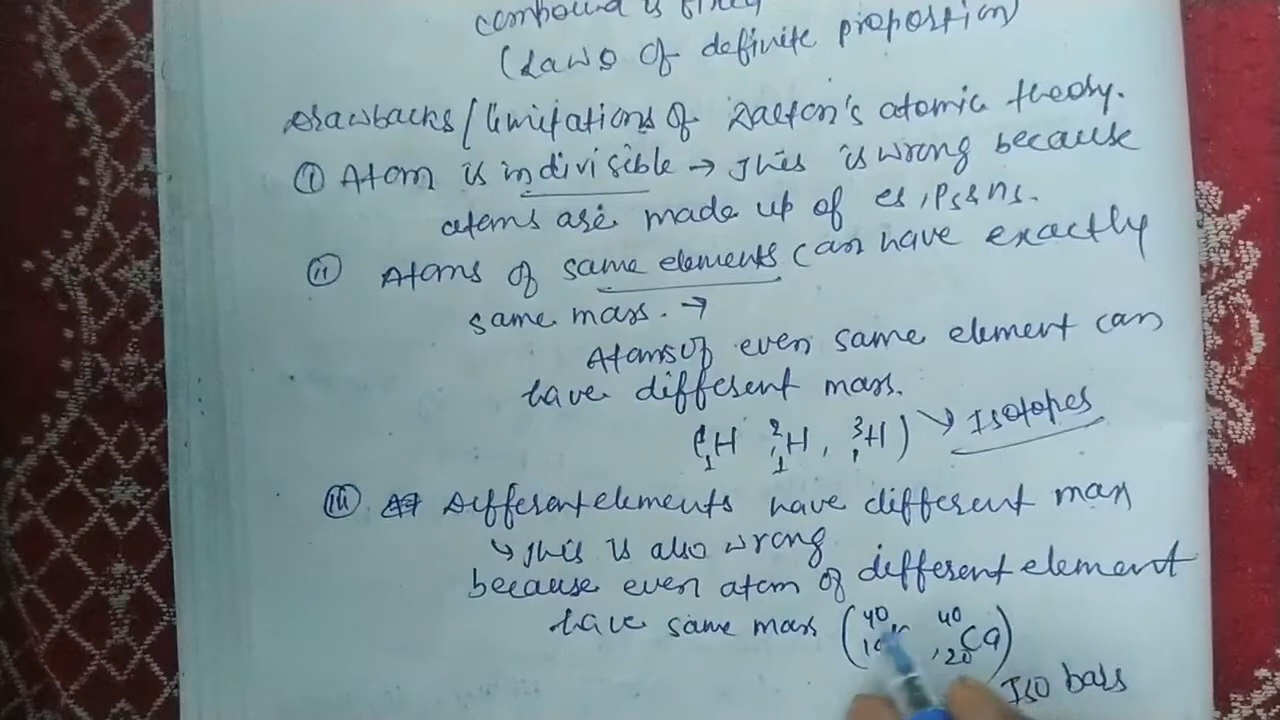 compound is
(Laws of definite proportion)
Drawbacks/limitations of Dalton's atomic theory.
(i) Atom is indivisible → This is wrong because
atoms are made up of es, Ps & ns.
(ii) Atoms of same elements can have exactly
same mass. →
Atoms of even same element can
have different mass.
(¹₁H ²₁H, ³₁H) ↘ Isotopes
(iii) Different elements have different mass
↘ This is also wrong
because even atom of different element
have same mass (⁴⁰ , ⁴⁰₂₀Ca)
Iso bars